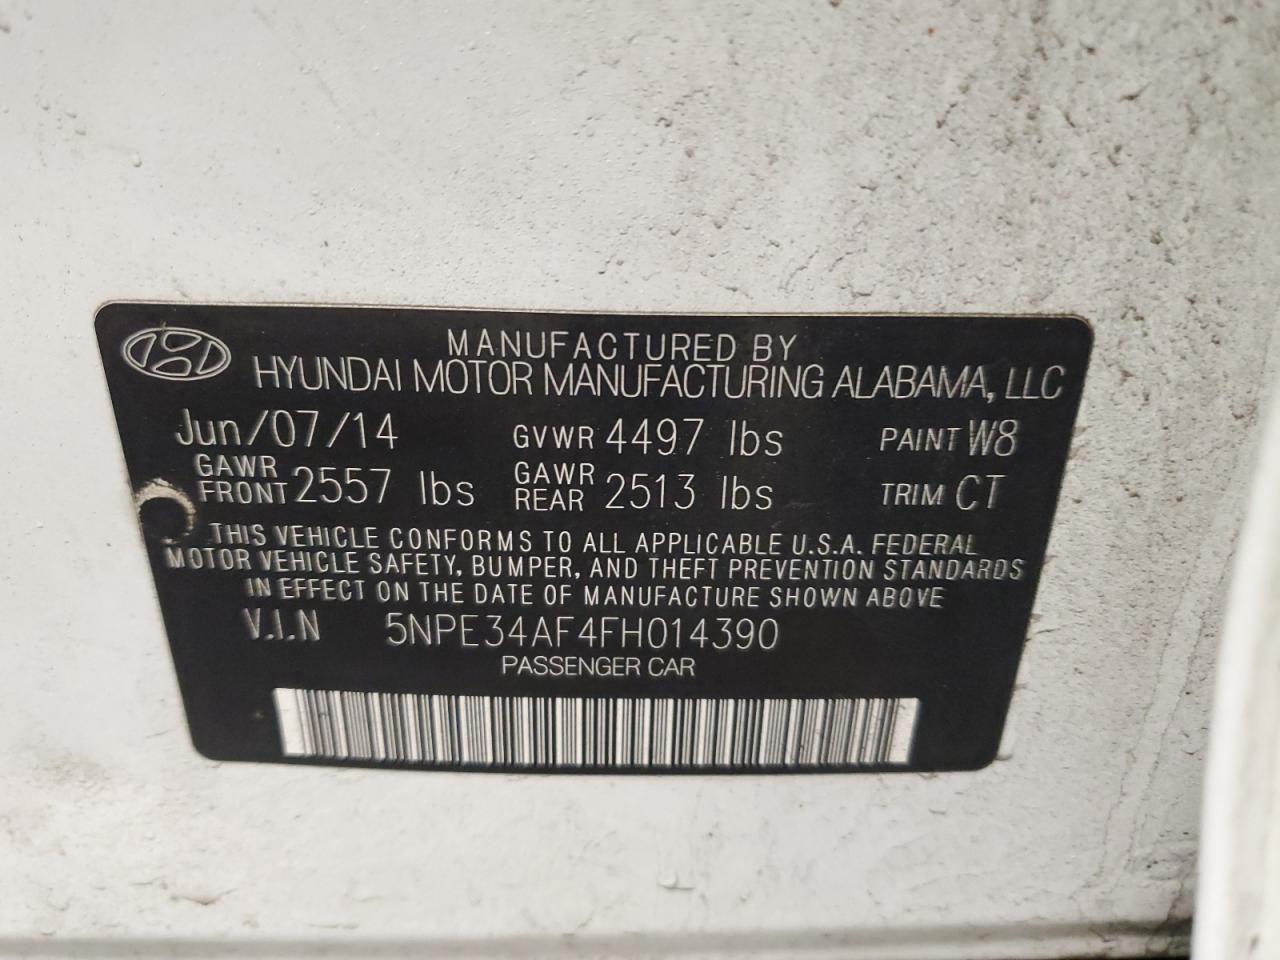 MANUFACTURED BY
HYUNDAI MOTOR MANUFACTURING ALABAMA, LLC
Jun/07/14 GVWR 4497 lbs PAINT W8
GAWR FRONT 2557 lbs GAWR REAR 2513 lbs TRIM CT
THIS VEHICLE CONFORMS TO ALL APPLICABLE U.S.A. FEDERAL
MOTOR VEHICLE SAFETY, BUMPER, AND THEFT PREVENTION STANDARDS
IN EFFECT ON THE DATE OF MANUFACTURE SHOWN ABOVE
V.I.N 5NPE34AF4FH014390
PASSENGER CAR